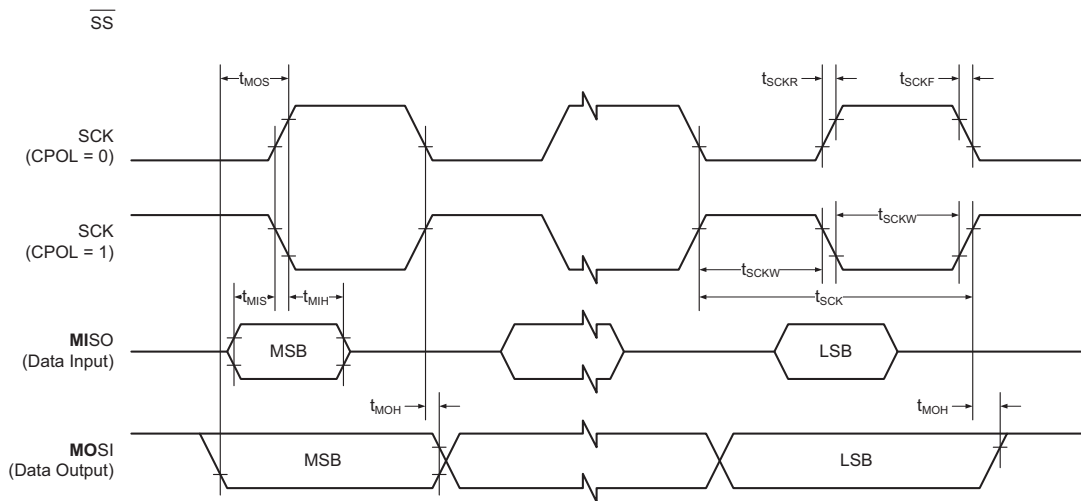 SS
tMOS
tSCKR
tSCKF
SCK
(CPOL = 0)
SCK
(CPOL = 1)
tSCKW
tSCKW
tSCK
tMIS
tMIH
MISO
(Data Input)
MSB
LSB
tMOH
tMOH
MOSI
(Data Output)
MSB
LSB